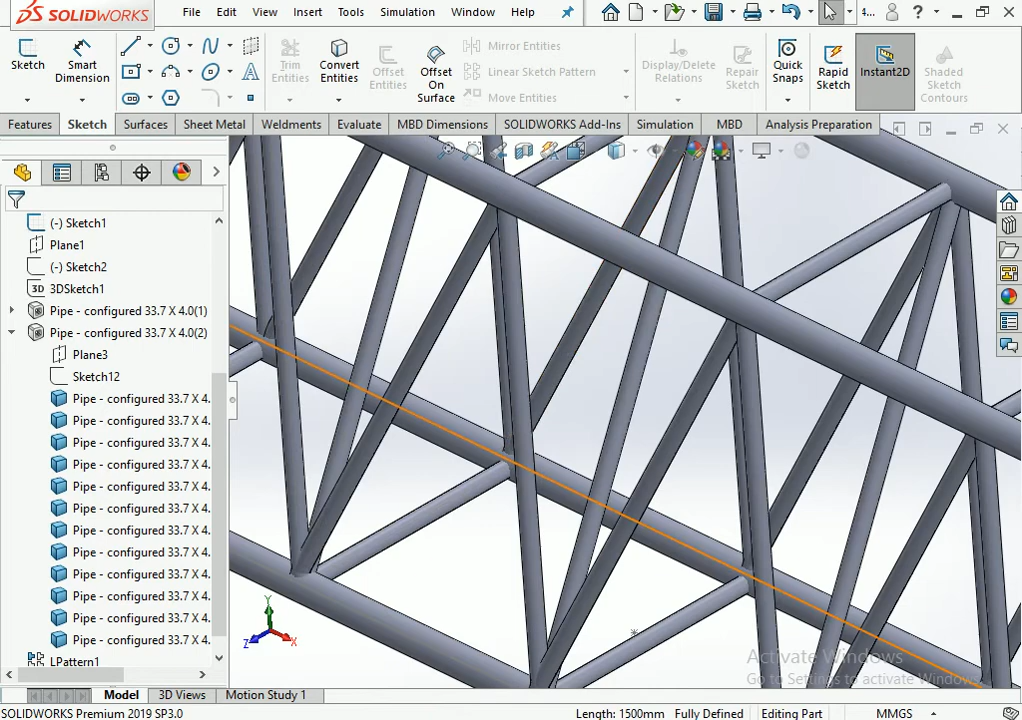 SOLIDWORKS
File Edit View Insert Tools Simulation Window Help 4... ?
Sketch
Smart Dimension
Trim Entities
Convert Entities
Offset Entities
Offset On Surface
Mirror Entities
Linear Sketch Pattern
Move Entities
Display/Delete Relations
Repair Sketch
Quick Snaps
Rapid Sketch
Instant2D
Shaded Sketch Contours
Features Sketch Surfaces Sheet Metal Weldments Evaluate MBD Dimensions SOLIDWORKS Add-Ins Simulation MBD Analysis Preparation
(-) Sketch1
Plane1
(-) Sketch2
3D 3DSketch1
Pipe - configured 33.7 X 4.0(1)
Pipe - configured 33.7 X 4.0(2)
Plane3
Sketch12
Pipe - configured 33.7 X 4.
Pipe - configured 33.7 X 4.
Pipe - configured 33.7 X 4.
Pipe - configured 33.7 X 4.
Pipe - configured 33.7 X 4.
Pipe - configured 33.7 X 4.
Pipe - configured 33.7 X 4.
Pipe - configured 33.7 X 4.
Pipe - configured 33.7 X 4.
Pipe - configured 33.7 X 4.
Pipe - configured 33.7 X 4.
Pipe - configured 33.7 X 4.
LPattern1
Y
Z X
Activate Windows
Go to Settings to activate Windows.
Model 3D Views Motion Study 1
SOLIDWORKS Premium 2019 SP3.0 Length: 1500mm Fully Defined Editing Part MMGS